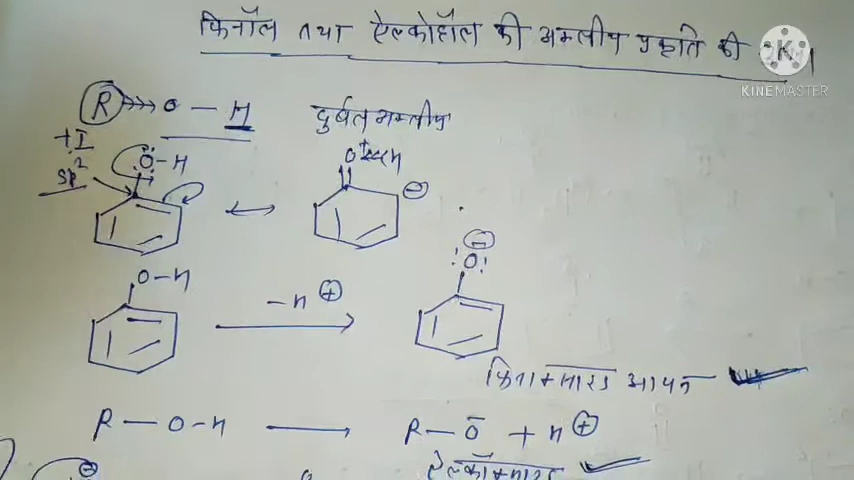 फिनॉल तथा ऐल्कोहॉल की अम्लीय प्रकृति की
K
KINEMASTER
R O — H दुर्बल अम्लीय
+I
sp² O-H O+ H
⊖
⊖
O
O-H -H⊕
फिनॉक्साइड आयन
R — O-H → R — Ō + H⊕
⊖ ऐल्कॉक्साइड